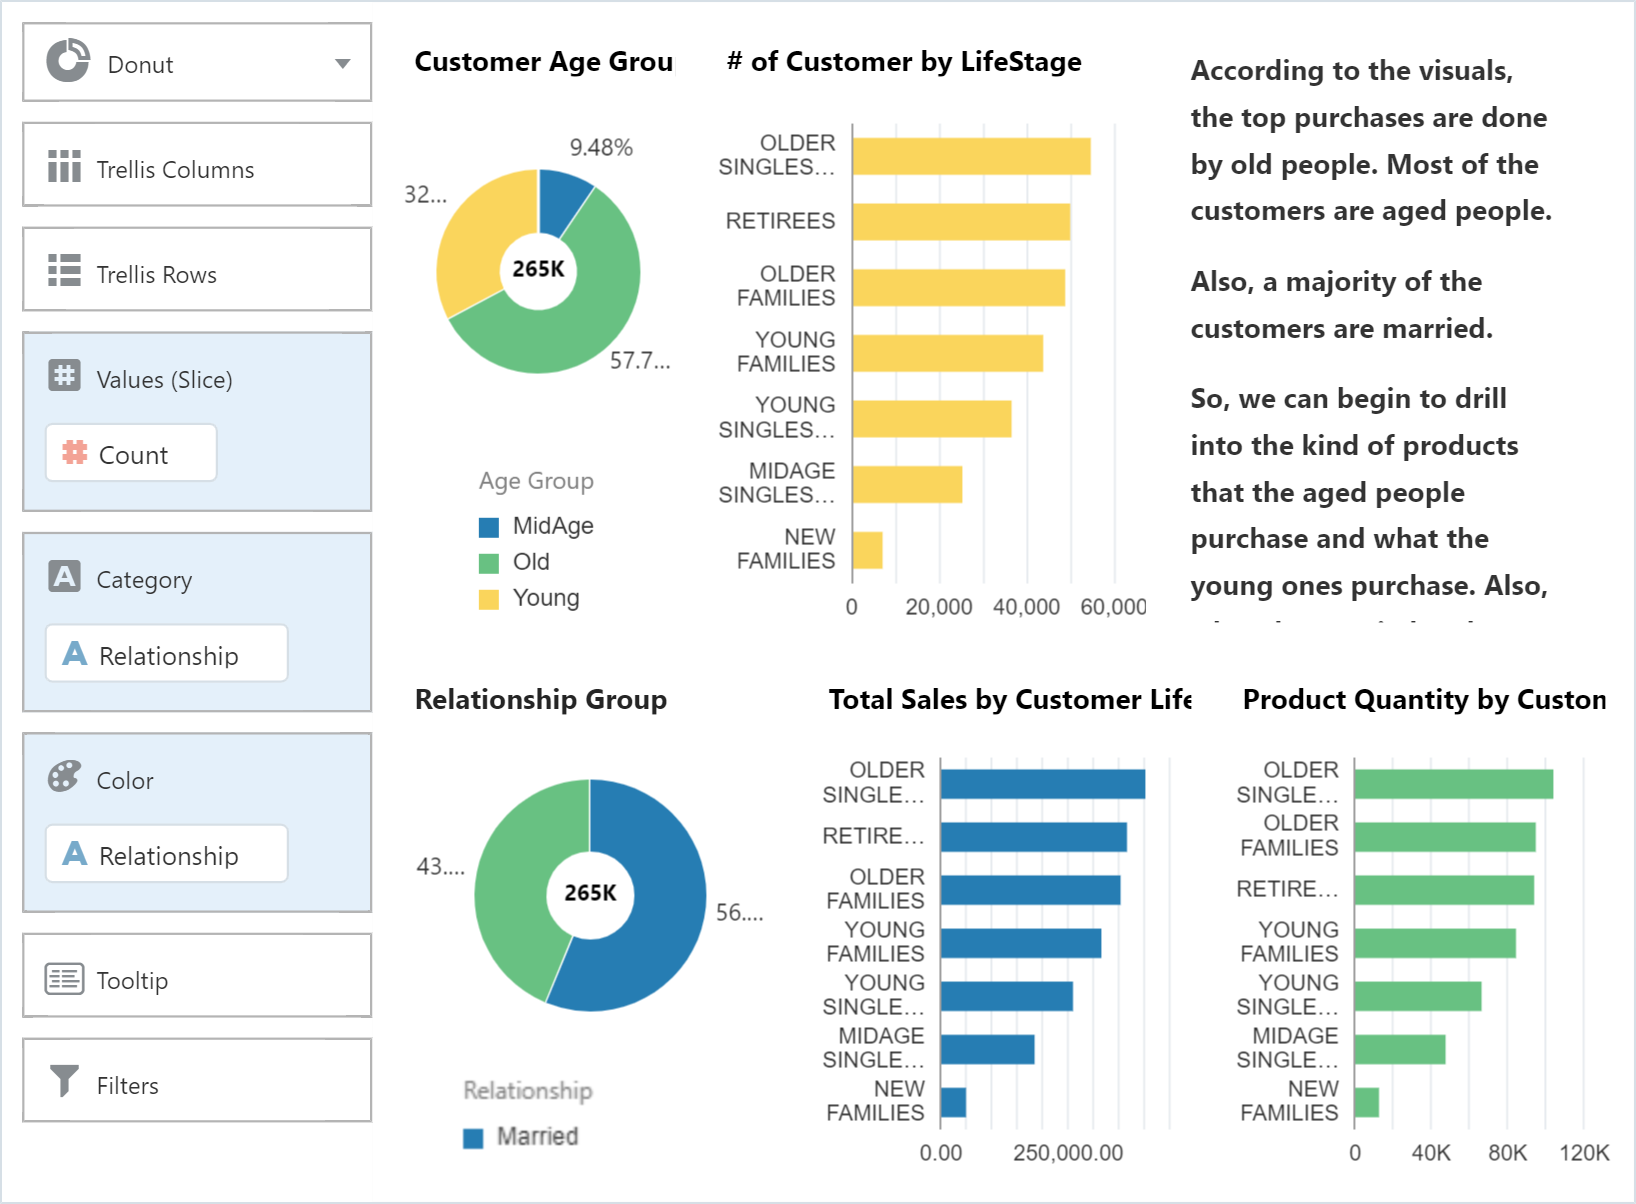 Donut
Trellis Columns
Trellis Rows
Values (Slice)
Count
Category
Relationship
Color
Relationship
Tooltip
Filters
Customer Age Grou
9.48%
32...
57.7...
265K
Age Group
MidAge
Old
Young
# of Customer by LifeStage
OLDER
SINGLES...
RETIREES
OLDER
FAMILIES
YOUNG
FAMILIES
YOUNG
SINGLES...
MIDAGE
SINGLES...
NEW
FAMILIES
0 20,000 40,000 60,000
According to the visuals,
the top purchases are done
by old people. Most of the
customers are aged people.
Also, a majority of the
customers are married.
So, we can begin to drill
into the kind of products
that the aged people
purchase and what the
young ones purchase. Also,
Relationship Group
43....
56....
265K
Relationship
Married
Total Sales by Customer Life
OLDER
SINGLE...
RETIRE...
OLDER
FAMILIES
YOUNG
FAMILIES
YOUNG
SINGLE...
MIDAGE
SINGLE...
NEW
FAMILIES
0.00 250,000.00
Product Quantity by Custon
OLDER
SINGLE...
OLDER
FAMILIES
RETIRE...
YOUNG
FAMILIES
YOUNG
SINGLE...
MIDAGE
SINGLE...
NEW
FAMILIES
0 40K 80K 120K